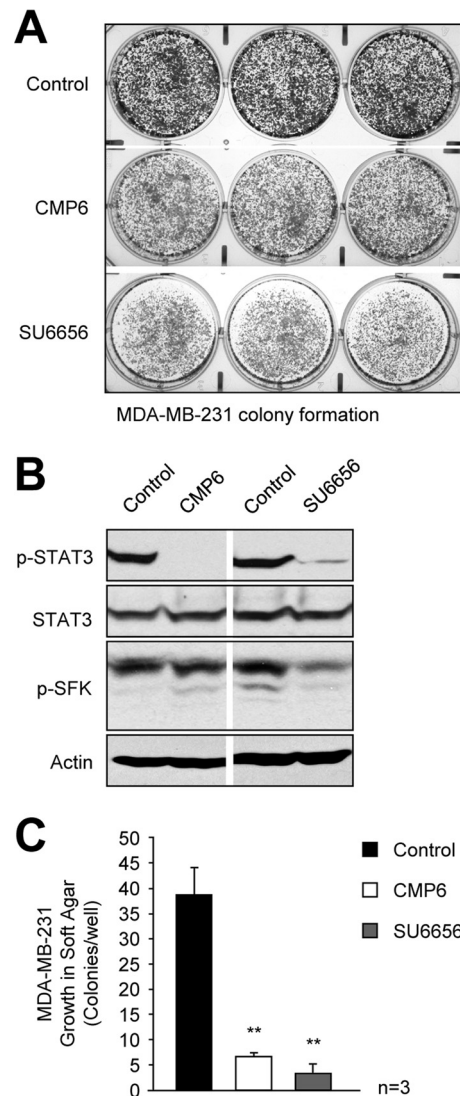 A
Control
CMP6
SU6656
MDA-MB-231 colony formation
B
Control
CMP6
Control
SU6656
p-STAT3
STAT3
p-SFK
Actin
C
MDA-MB-231
Growth in Soft Agar
(Colonies/well)
50
45
40
35
30
25
20
15
10
5
0
**
**
Control
CMP6
SU6656
n=3